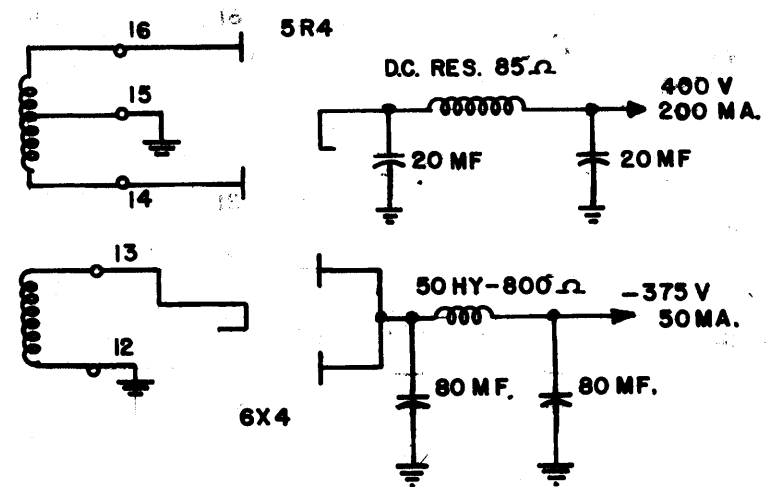 16
5R4
D.C. RES. 85Ω
15
400 V
200 MA.
20 MF
20 MF
14
13
50 HY-800Ω
-375 V
50 MA.
12
80 MF.
80 MF.
6X4